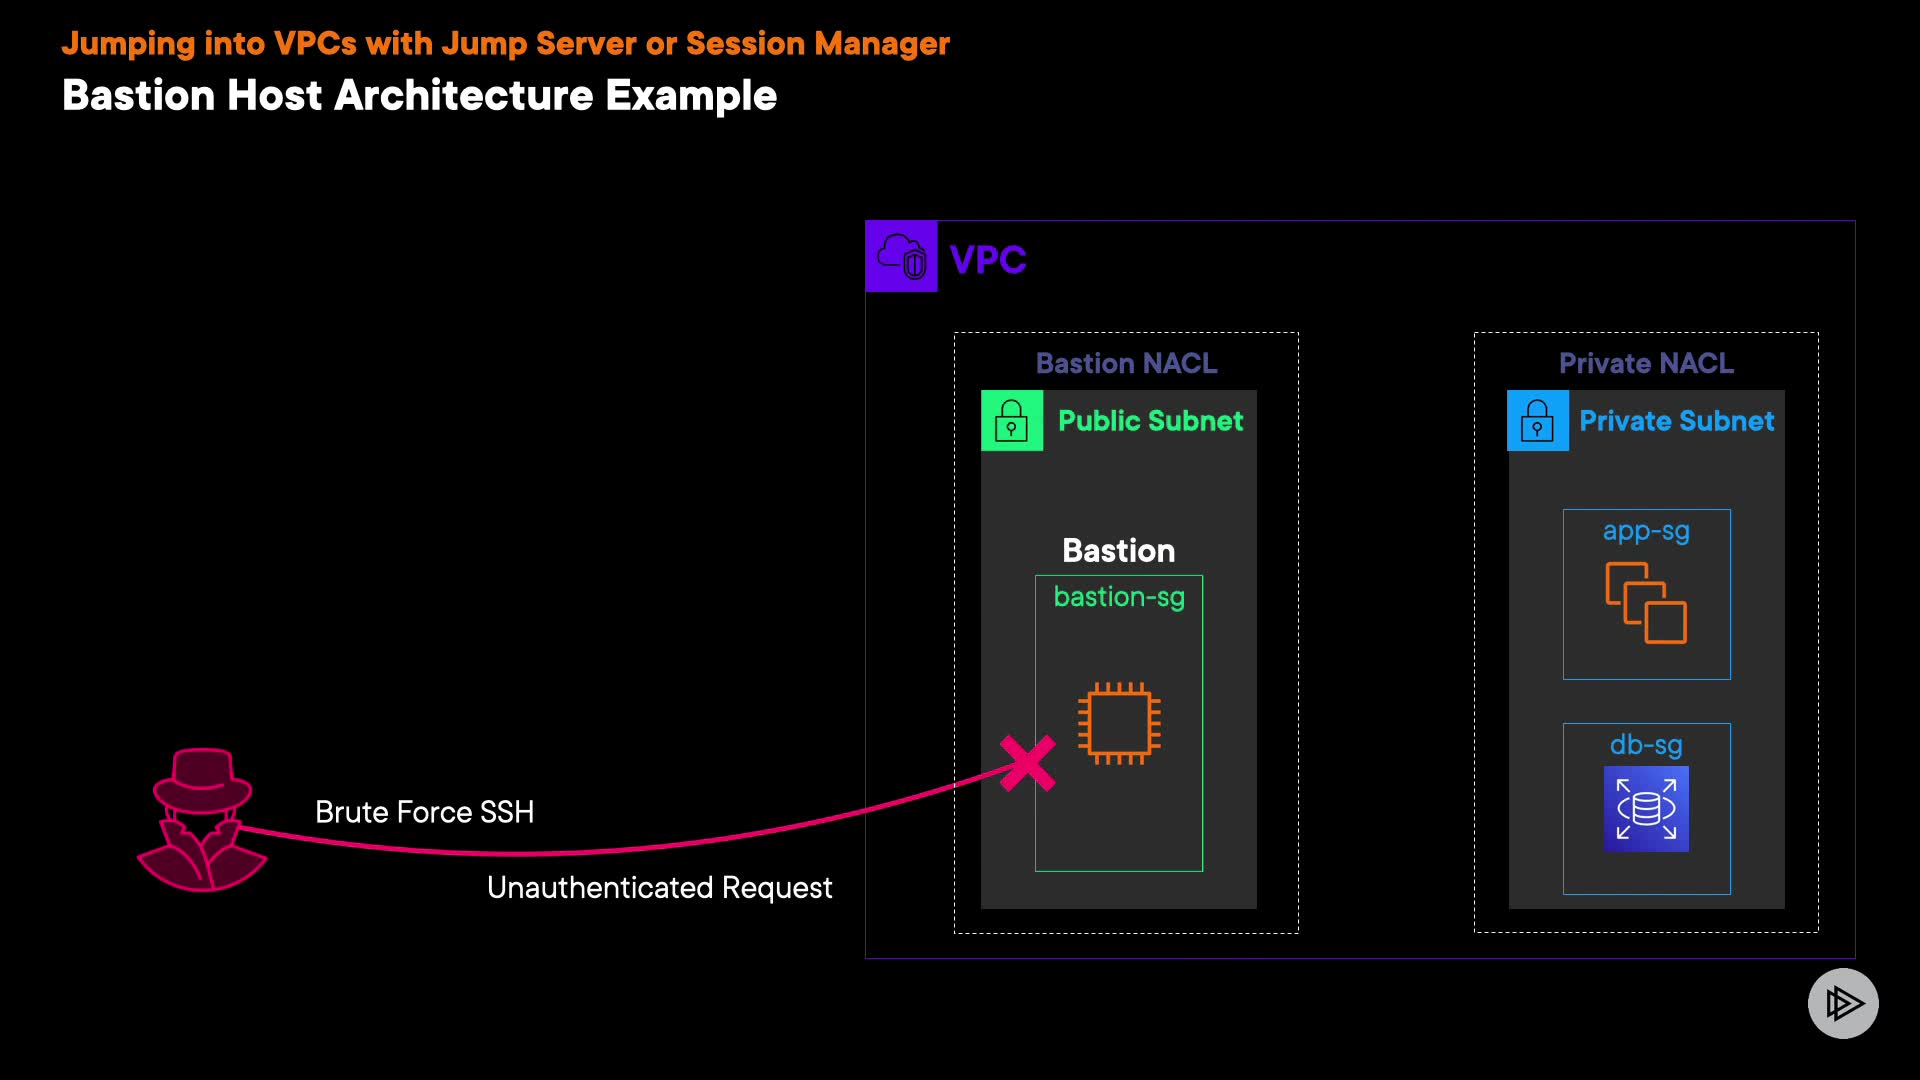 Jumping into VPCs with Jump Server or Session Manager
Bastion Host Architecture Example
VPC
Bastion NACL
Public Subnet
Bastion
bastion-sg
Private NACL
Private Subnet
app-sg
db-sg
Brute Force SSH
Unauthenticated Request